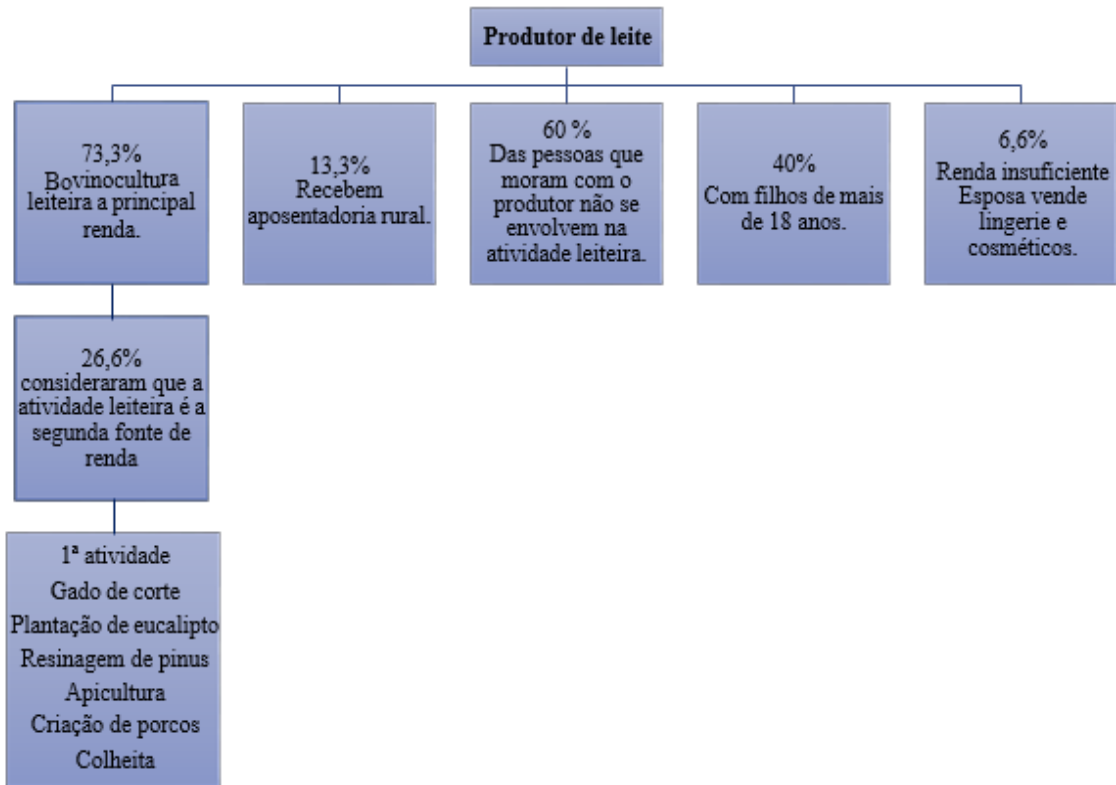 Produtor de leite
73,3%
Bovinocultura
leiteira a principal
renda.
13,3%
Recebem
aposentadoria rural.
60 %
Das pessoas que
moram com o
produtor não se
envolvem na
atividade leiteira.
40%
Com filhos de mais
de 18 anos.
6,6%
Renda insuficiente
Esposa vende
lingerie e
cosméticos.
26,6%
consideraram que a
atividade leiteira é a
segunda fonte de
renda
1ª atividade
Gado de corte
Plantação de eucalipto
Resinagem de pinus
Apicultura
Criação de porcos
Colheita